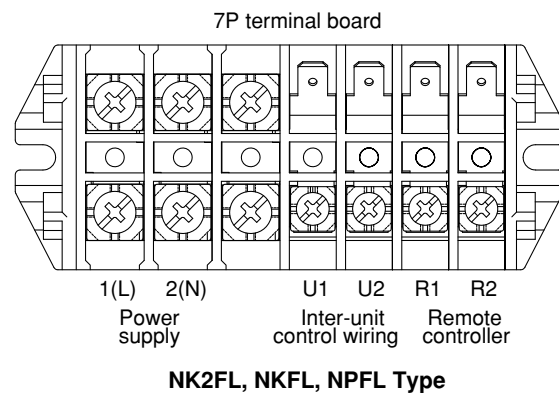 7P terminal board
1(L) 2(N) U1 U2 R1 R2
Power Inter-unit Remote
supply control wiring controller
NK2FL, NKFL, NPFL Type